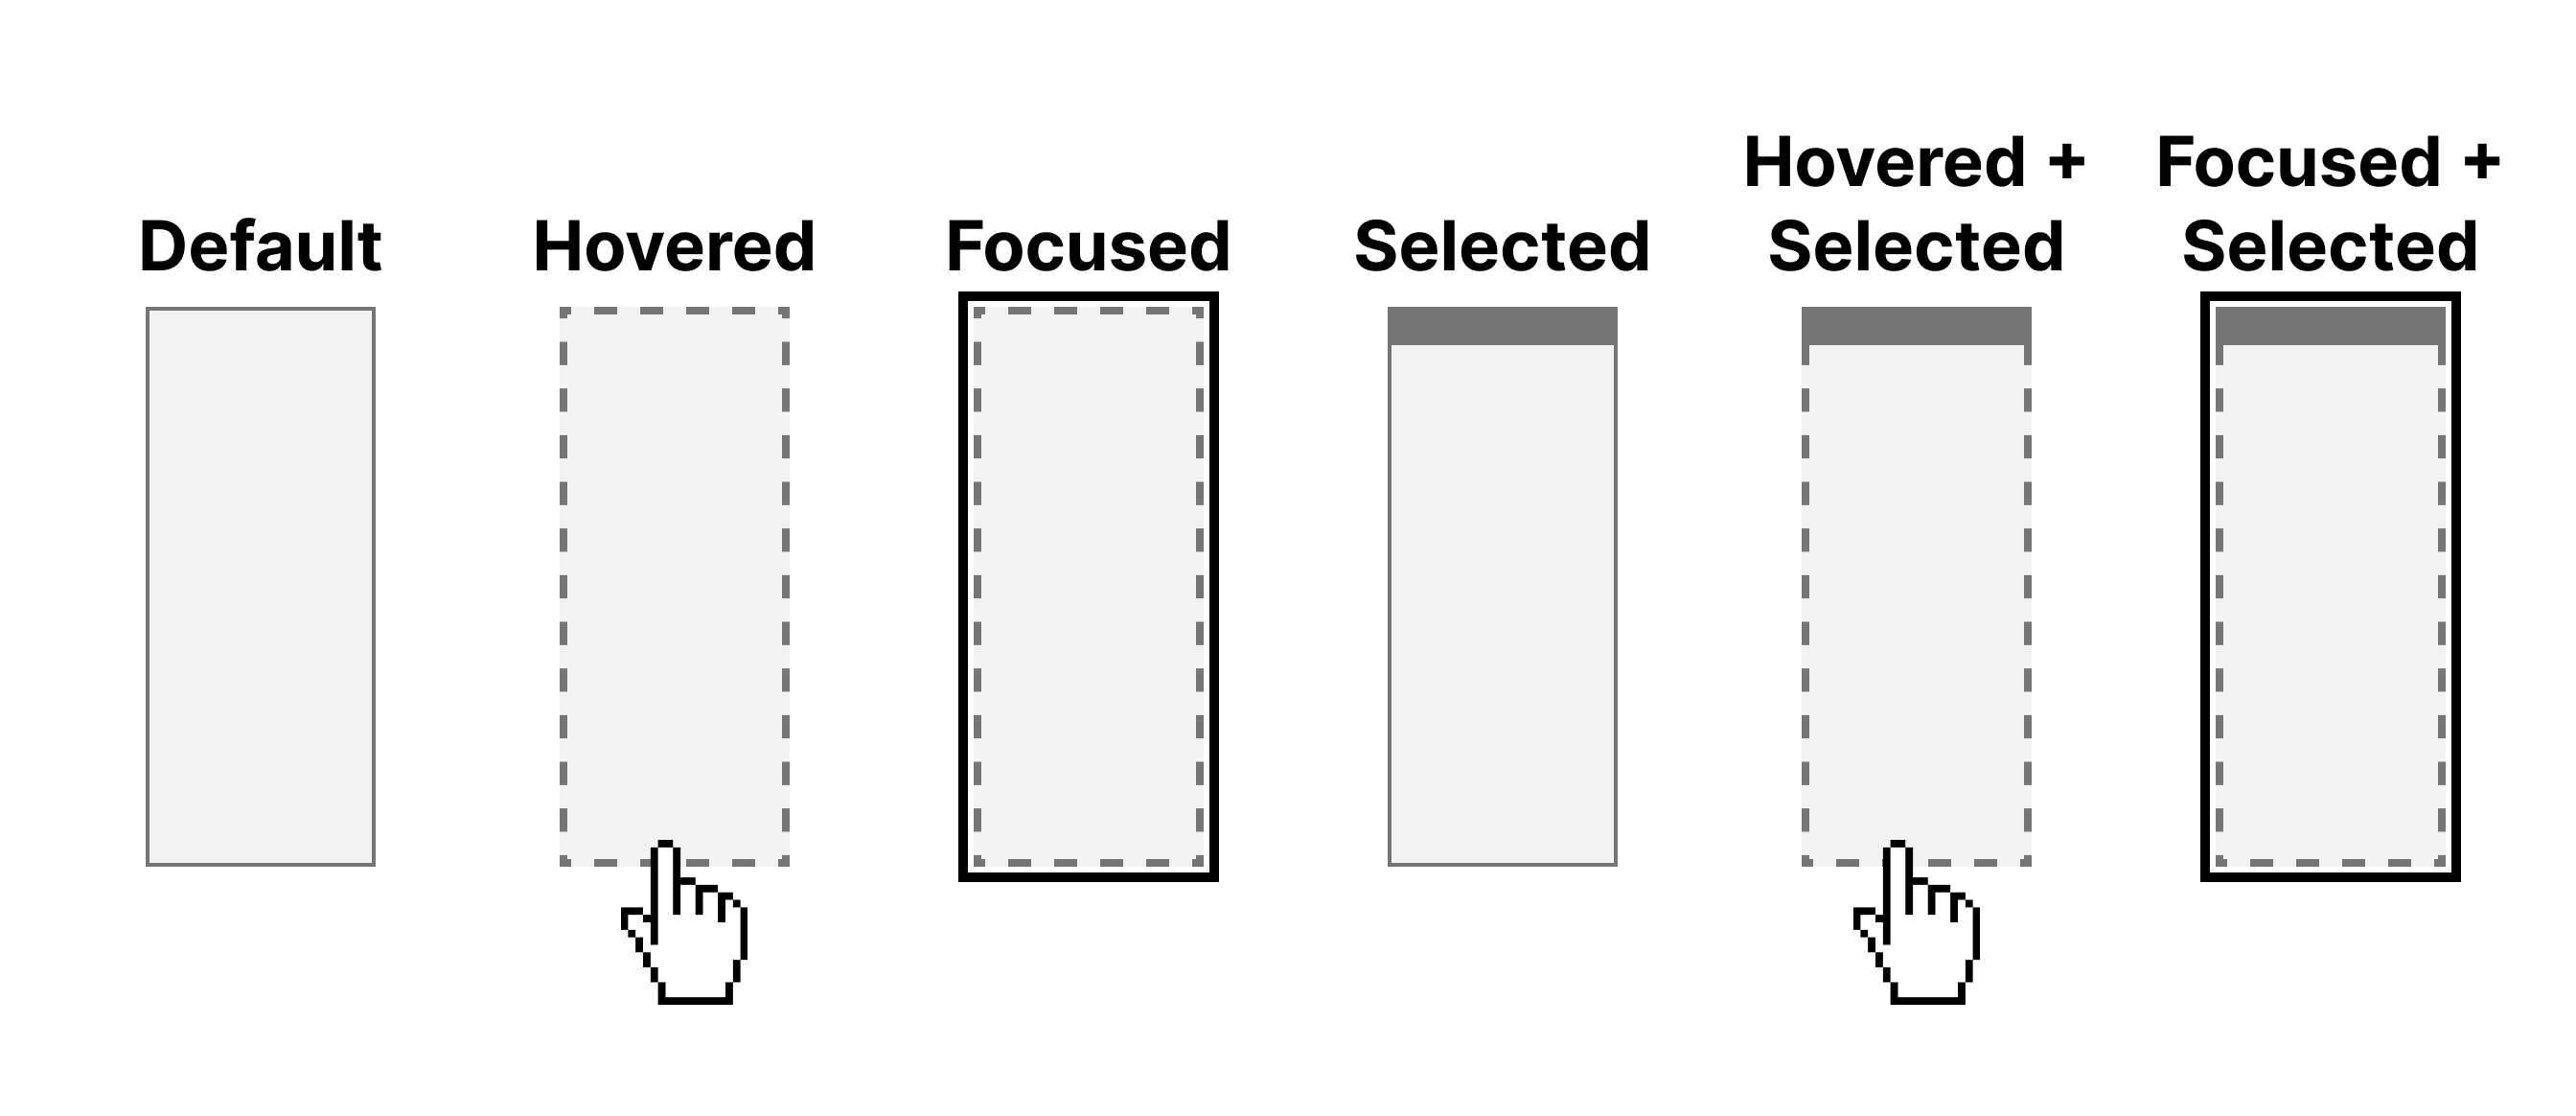 Default
Hovered
Focused
Selected
Hovered +
Selected
Focused +
Selected